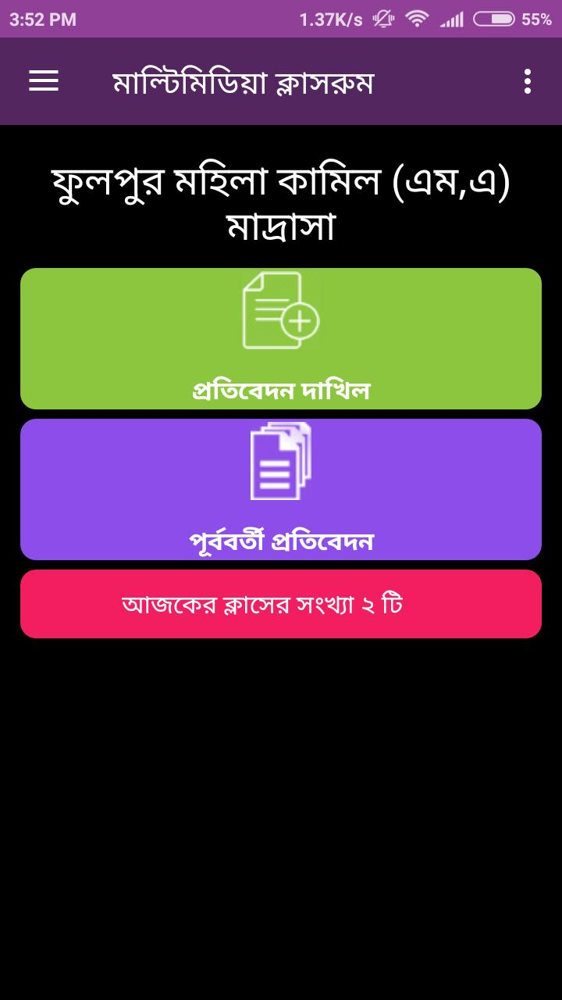 3:52 PM 1.37K/s 55%
মাল্টিমিডিয়া ক্লাসরুম
ফুলপুর মহিলা কামিল (এম,এ)
মাদ্রাসা
প্রতিবেদন দাখিল
পূর্ববর্তী প্রতিবেদন
আজকের ক্লাসের সংখ্যা ২ টি